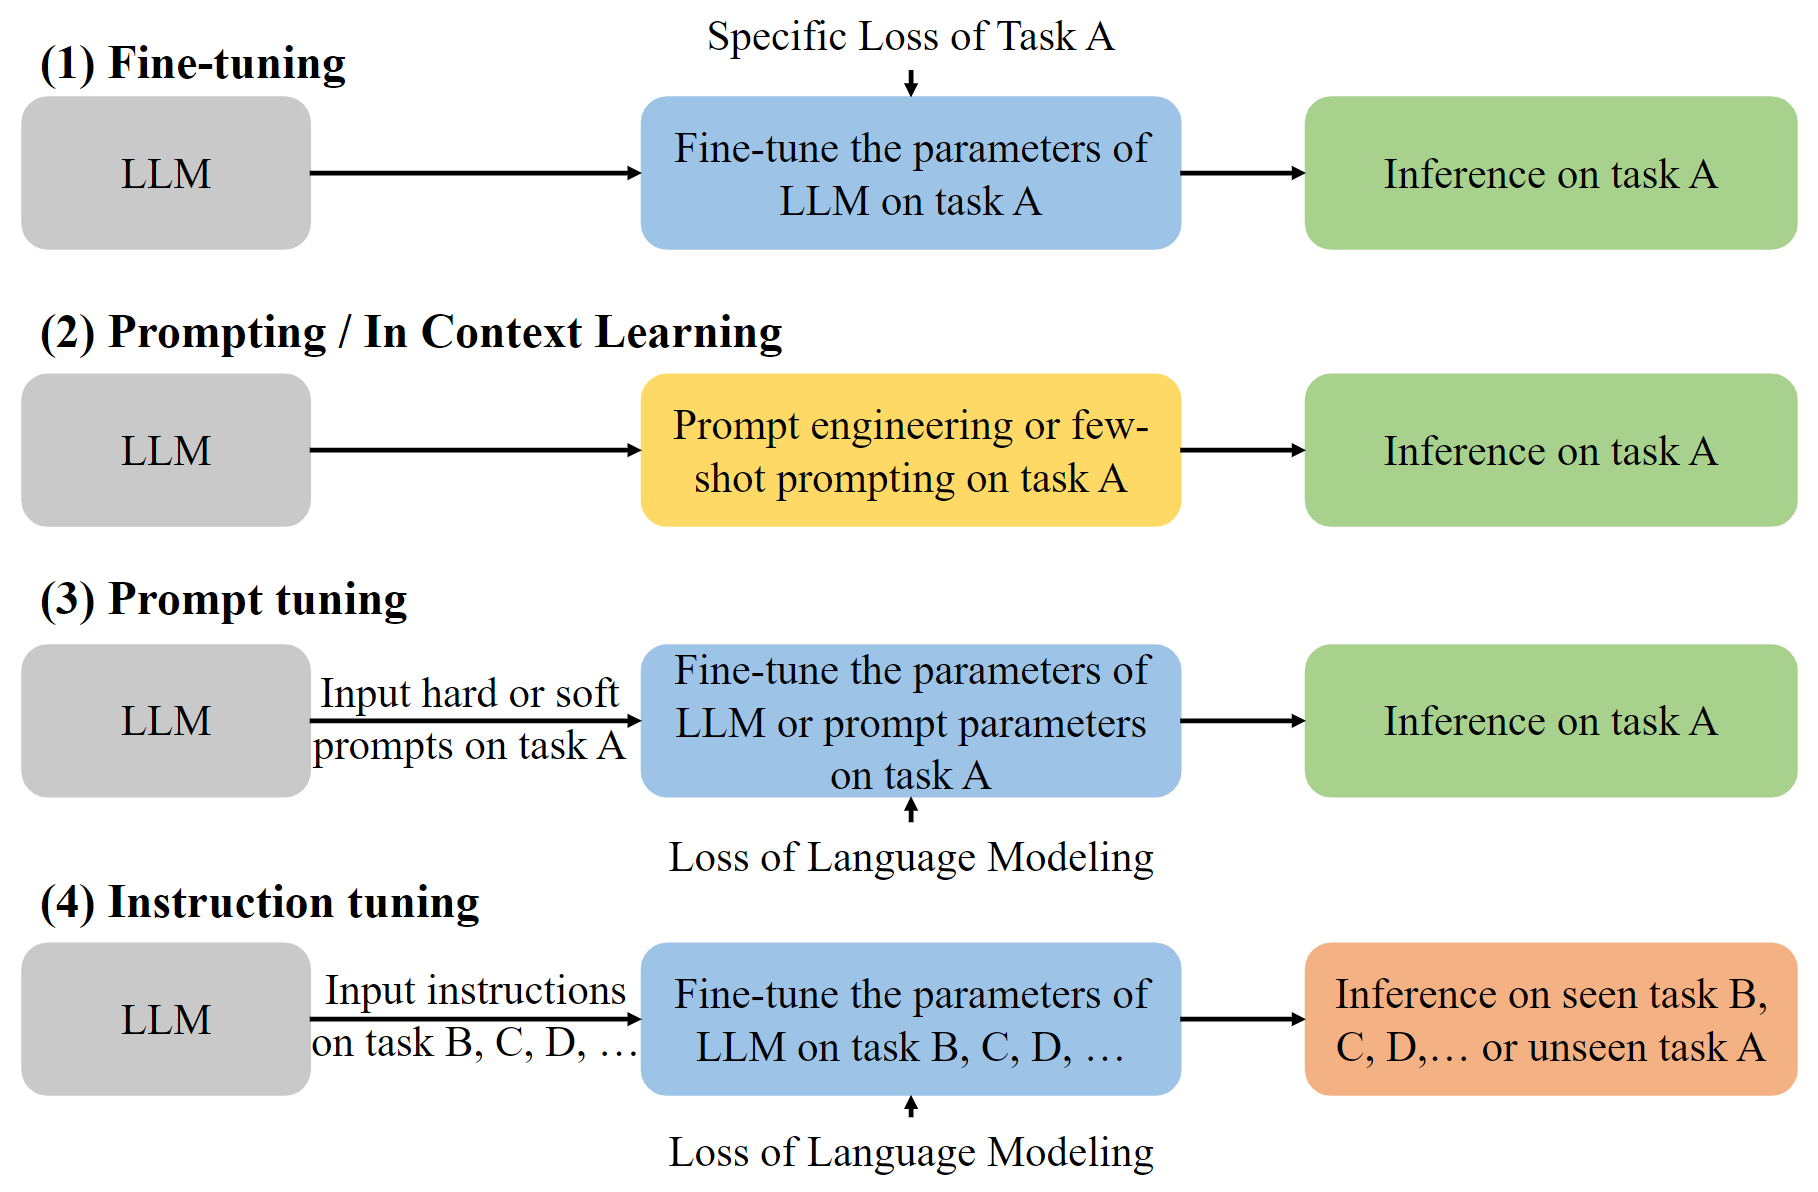 Specific Loss of Task A
(1) Fine-tuning
LLM
Fine-tune the parameters of
LLM on task A
Inference on task A
(2) Prompting / In Context Learning
LLM
Prompt engineering or few-
shot prompting on task A
Inference on task A
(3) Prompt tuning
LLM
Input hard or soft
prompts on task A
Fine-tune the parameters of
LLM or prompt parameters
on task A
Inference on task A
Loss of Language Modeling
(4) Instruction tuning
LLM
Input instructions
on task B, C, D, …
Fine-tune the parameters of
LLM on task B, C, D, …
Inference on seen task B,
C, D,… or unseen task A
Loss of Language Modeling